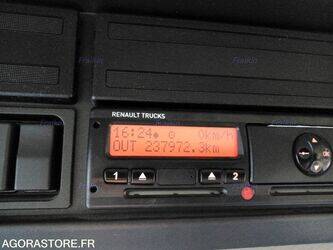 RENAULT TRUCKS
16:24 0km/h
OUT 237972.3km
1 2
AGORASTORE.FR